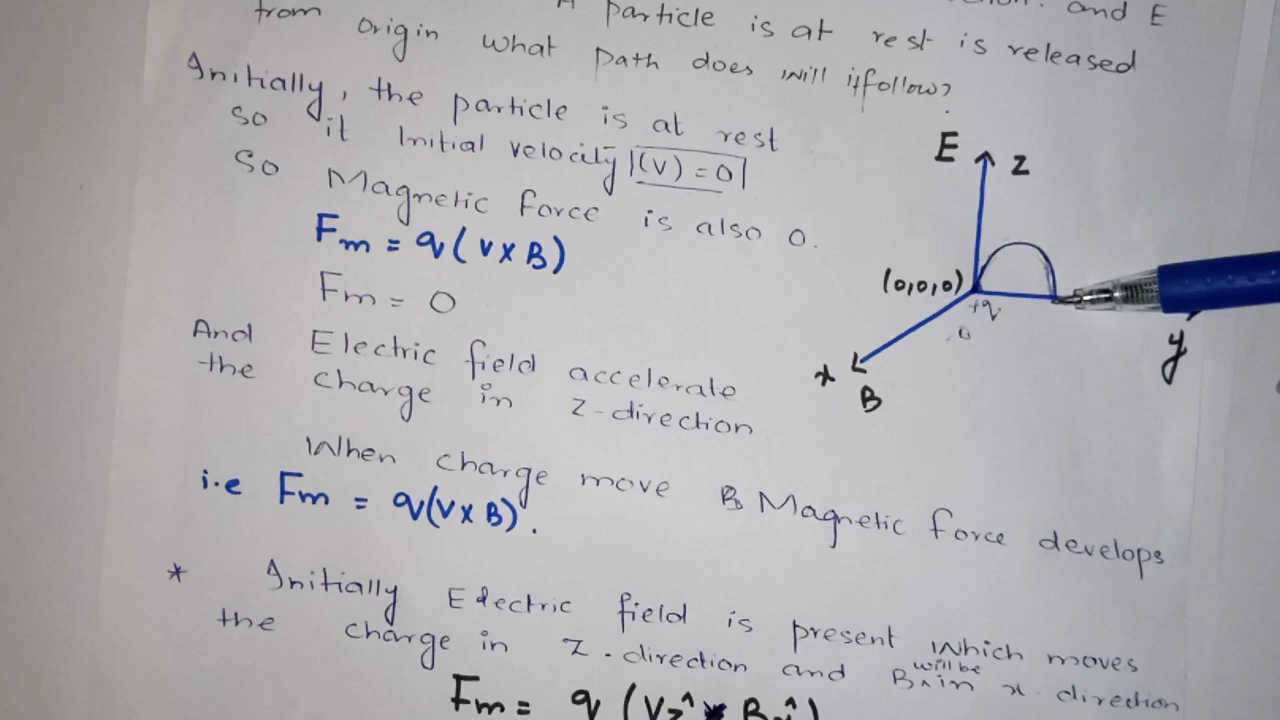 A particle is at rest is released and E
from origin what path does will itfollow?
Initially, the particle is at rest
so it Initial velocity |(V) = 0|
So Magnetic force is also 0.
Fm = q(V×B)
Fm = 0
And Electric field accelerate
the charge in Z-direction
When charge move B Magnetic force develops
i.e Fm = q(V×B).
* Initially Electric field is present which moves
the charge in Z-direction and B will be in x-direction
Fm = q (Vz^ × B
E
Z
(0,0,0)
+q
x
B
y